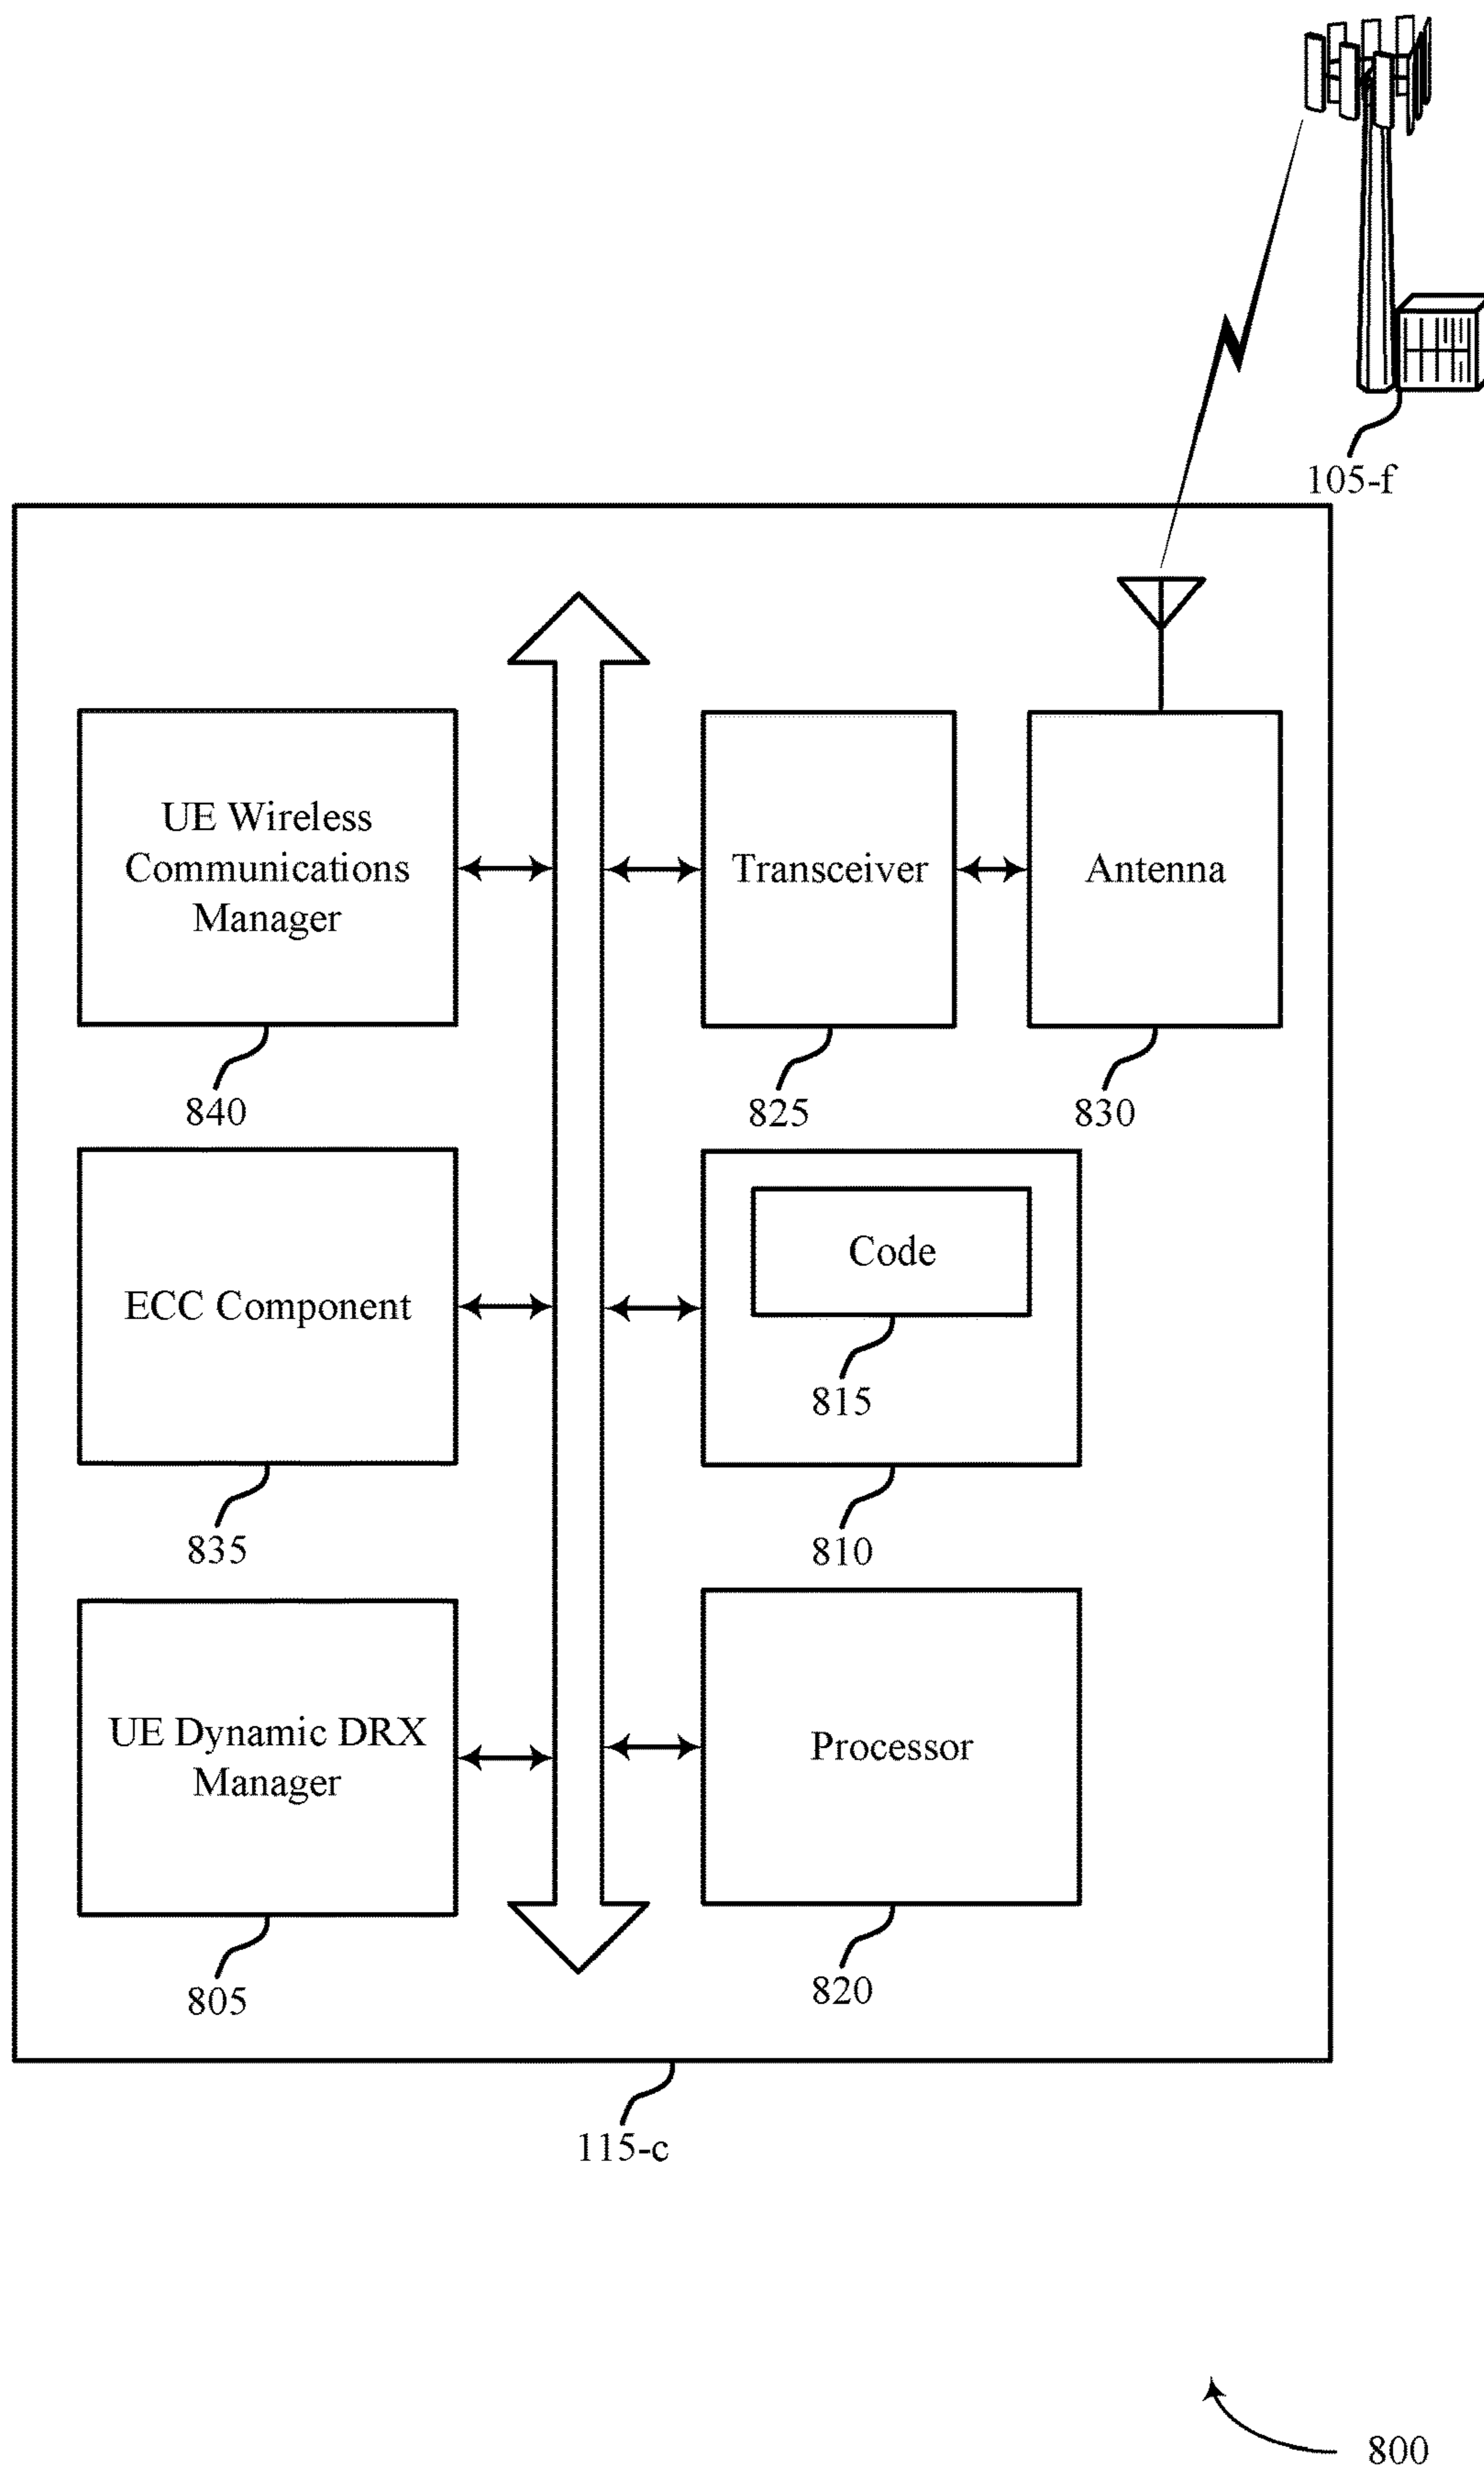 105-f
UE Wireless
Communications
Manager
Transceiver
Antenna
840
825
830
ECC Component
Code
815
835
810
UE Dynamic DRX
Manager
Processor
805
820
115-c
800